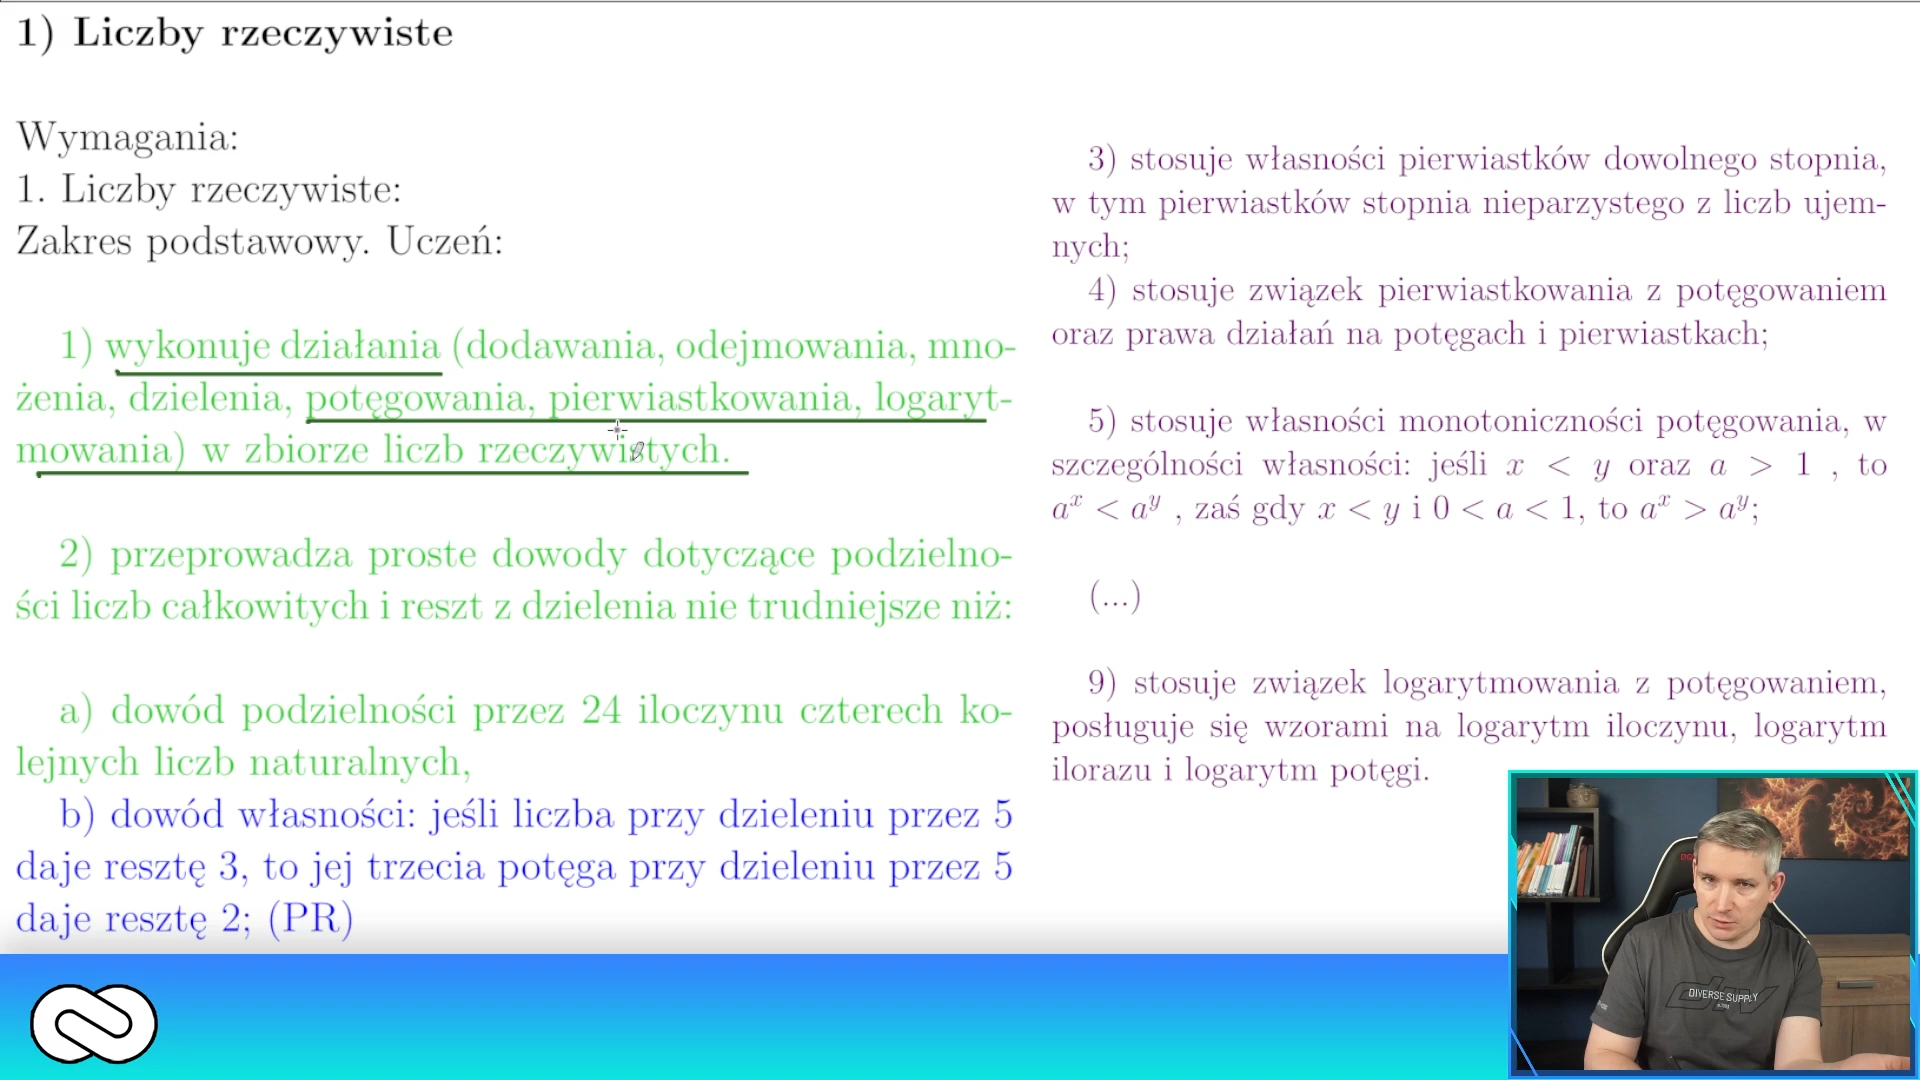 1) Liczby rzeczywiste
Wymagania:
1. Liczby rzeczywiste:
Zakres podstawowy. Uczeń:
1) wykonuje działania (dodawania, odejmowania, mno-
żenia, dzielenia, potęgowania, pierwiastkowania, logaryt-
mowania) w zbiorze liczb rzeczywistych.
2) przeprowadza proste dowody dotyczące podzielno-
ści liczb całkowitych i reszt z dzielenia nie trudniejsze niż:
a) dowód podzielności przez 24 iloczynu czterech ko-
lejnych liczb naturalnych,
b) dowód własności: jeśli liczba przy dzieleniu przez 5
daje resztę 3, to jej trzecia potęga przy dzieleniu przez 5
daje resztę 2; (PR)
3) stosuje własności pierwiastków dowolnego stopnia,
w tym pierwiastków stopnia nieparzystego z liczb ujem-
nych;
4) stosuje związek pierwiastkowania z potęgowaniem
oraz prawa działań na potęgach i pierwiastkach;
5) stosuje własności monotoniczności potęgowania, w
szczególności własności: jeśli x < y oraz a > 1 , to
aˣ < aʸ , zaś gdy x < y i 0 < a < 1, to aˣ > aʸ;
(...)
9) stosuje związek logarytmowania z potęgowaniem,
posługuje się wzorami na logarytm iloczynu, logarytm
ilorazu i logarytm potęgi.
DIVERSE SUPPLY